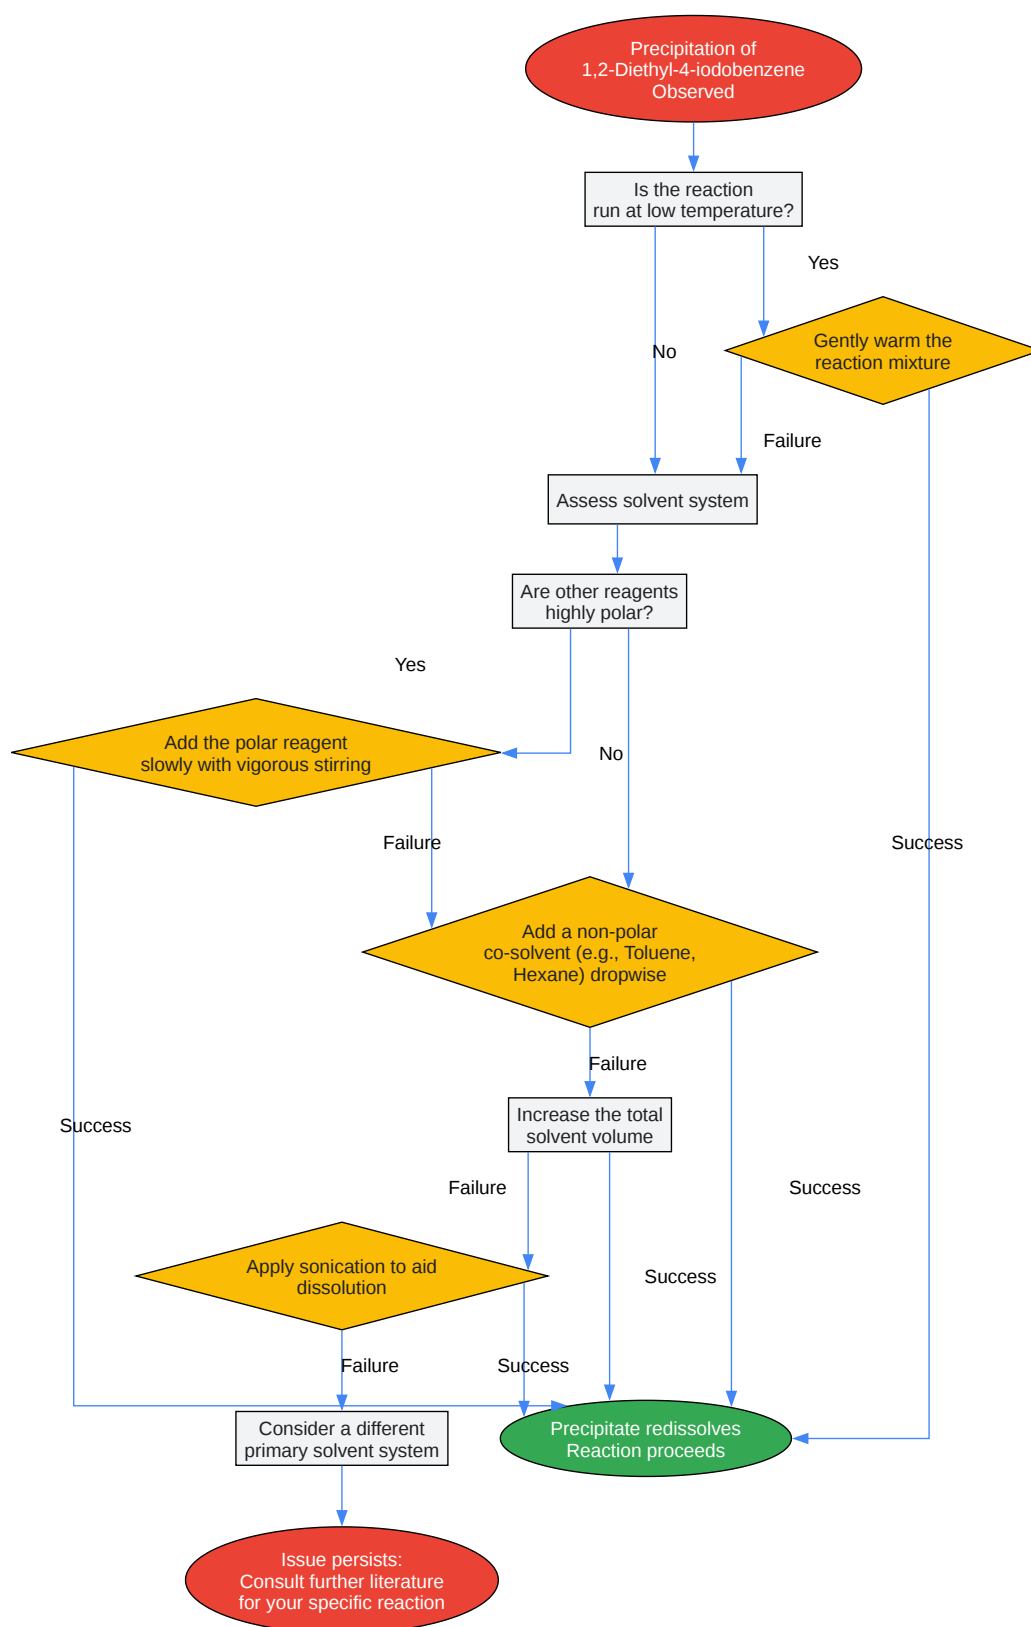 Precipitation of
1,2-Diethyl-4-iodobenzene
Observed
Is the reaction
run at low temperature?
Yes
Gently warm the
reaction mixture
No
Failure
Assess solvent system
Are other reagents
highly polar?
Yes
Add the polar reagent
slowly with vigorous stirring
No
Failure
Success
Add a non-polar
co-solvent (e.g., Toluene,
Hexane) dropwise
Failure
Increase the total
solvent volume
Success
Failure
Success
Apply sonication to aid
dissolution
Success
Failure
Success
Consider a different
primary solvent system
Precipitate redissolves
Reaction proceeds
Issue persists:
Consult further literature
for your specific reaction